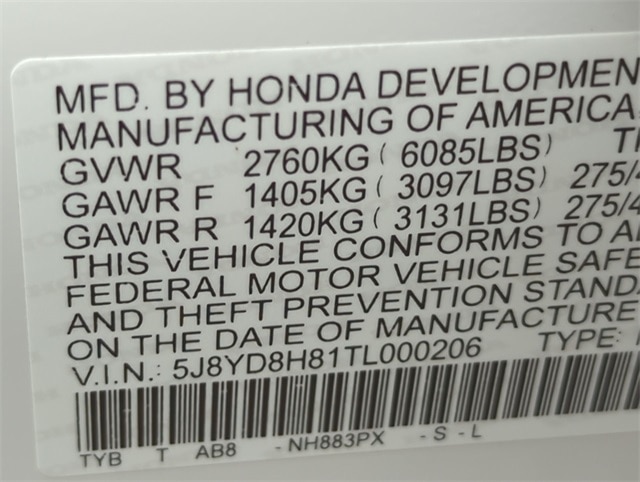 MFD. BY HONDA DEVELOPMEN
MANUFACTURING OF AMERICA
GVWR 2760KG ( 6085LBS)
GAWR F 1405KG ( 3097LBS) 275/4
GAWR R 1420KG ( 3131LBS) 275/4
THIS VEHICLE CONFORMS TO
FEDERAL MOTOR VEHICLE SAFE
AND THEFT PREVENTION STAND
ON THE DATE OF MANUFACTURE
V.I.N.: 5J8YD8H81TL000206 TYPE:
TYB T AB8 - NH883PX - S - L